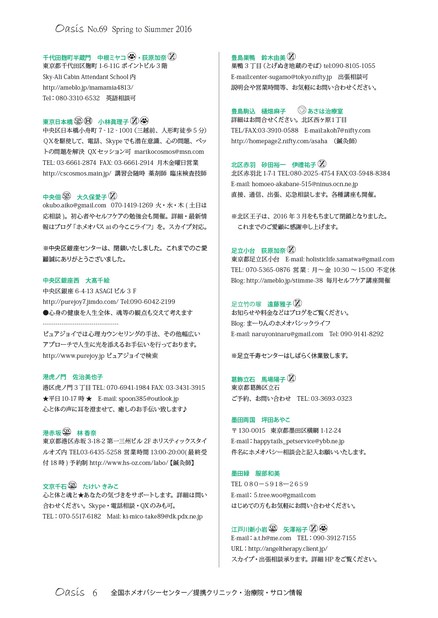 Oasis No.69 Spring to Siummer 2016
千代田麹町半蔵門 中根ミヤコ・荻原加奈
東京都千代田区麹町 1-6-11G ポイントビル 3 階
Sky-Ali Cabin Attendant School 内
http://ameblo.jp/mamamia4813/
Tel：080-3310-6532 英語相談可
東京日本橋 小林真理子
中央区日本橋小舟町 7・12・1001（三越前、人形町徒歩 5 分）
ＱＸを駆使して、電話、Skype でも潜在意識、心の問題、ペッ
トの問題を解決 QX セッション可 marikocosmos@msn.com
TEL: 03-6661-2874 FAX: 03-6661-2914 月木金曜日営業
http://cscosmos.main.jp/ 講習会随時 薬剤師 臨床検査技師
中央佃 大久保愛子
okubo.aiko@gmail.com 070-1419-1269 火・水・木（土日は
応相談）。初心者やセルフケアの勉強会も開催。詳細・最新情
報はブログ「ホメオパス ai の今ここライフ」を、スカイプ対応。
※中央区銀座センターは、閉鎖いたしました。これまでのご愛
顧誠にありがとうございました。
中央区銀座西 大髙千絵
中央区銀座 6-4-13 ASAGI ビル 3 F
http://purejoy7.jimdo.com/ Tel:090-6042-2199
●心身の健康を人生全体、魂等の観点も交えて考えます
ピュアジョイでは心理カウンセリングの手法、その他幅広い
アプローチで人生に光を添えるお手伝いを行っています。
http://www.purejoy.jp ピュアジョイで検索
港虎ノ門 佐治美也子
港区虎ノ門 3 丁目 TEL: 070-6941-1984 FAX: 03-3431-3915
★平日 10-17 時 ★ E-mail: spoon385@outlook.jp
心と体の声に耳を澄ませて、癒しのお手伝い致します♪
港赤坂 林 香奈
東京都港区赤坂 3-18-2 第一三州ビル 2F ホリスティックスタイ
ルオズ内 TEL03-6435-5258 営業時間 13:00-20:00( 最終受
付 18 時 ) 予約制 http://www.hs-oz.com/labo/【鍼灸師】
文京千石 たけい きみこ
心と体と魂と★あなたの気づきをサポートします。詳細は問い
合わせください。Skype・電話相談・QX のみも可。
TEL：070-5517-6182 Mail: ki-mico-take89@dk.pdx.ne.jp
豊島巣鴨 鈴木由美
巣鴨 3 丁目（とげぬき地蔵のそば）tel:090-8105-1055
E-mail:center-sugamo@tokyo.nifty.jp 出張相談可
説明会や営業時間等、お気軽にお問い合わせください。
豊島駒込 樋畑麻子 あさは治療室
詳細はお問合せください。北区西ヶ原 1 丁目
TEL/FAX:03-3910-0588 E-mail:akoh7@nifty.com
http://homepage2.nifty.com/asaha （鍼灸師）
北区赤羽 砂田裕一 伊禮祐子
北区赤羽北 1-7-1 TEL:080-2025-4754 FAX:03-5948-8384
E-mail: homoeo-akabane-515@ninus.ocn.ne.jp
直接、通信、出張、応急相談します。各種講座も開催。
※北区王子は、2016 年 3 月をもちまして閉鎖となりました。
これまでのご愛顧に感謝申し上げます。
足立小台 荻原加奈
東京都足立区小台 E-mail: holisticlife.samatwa@gmail.com
TEL: 070-5365-0876 営業：月〜金 10:30 〜 15:00 不定休
Blog: http://ameblo.jp/stimme-38 毎月セルフケア講座開催
足立竹の塚 遠藤雅子
お知らせや料金などはブログをご覧ください。
Blog: まーりんのホメオパシックライフ
E-mail: naruyoninaru@gmail.com Tel: 090-9141-8292
※足立千寿センターはしばらく休業致します。
葛飾立石 馬場陽子
東京都葛飾区立石
ご予約、お問い合わせ TEL: 03-3693-0323
墨田両国 坪田あやこ
〒130-0015 東京都墨田区横網 1-12-24
E-mail：happytails_petservice@ybb.ne.jp
件名にホメオパシー相談会と記入お願いいたします。
墨田緑 服部和美
TEL ０８０－５９１８－２６５９
E-mail：5.tree.woo@gmail.com
はじめての方もお気軽にお問い合わせください。
江戸川新小岩 矢澤裕子
E-mail：a.t.h@me.com TEL：090-3912-7155
URL：http://angeltherapy.client.jp/
スカイプ・出張相談承ります。詳細 HP をご覧ください。
Oasis 6 全国ホメオパシーセンター／提携クリニック・治療院・サロン情報